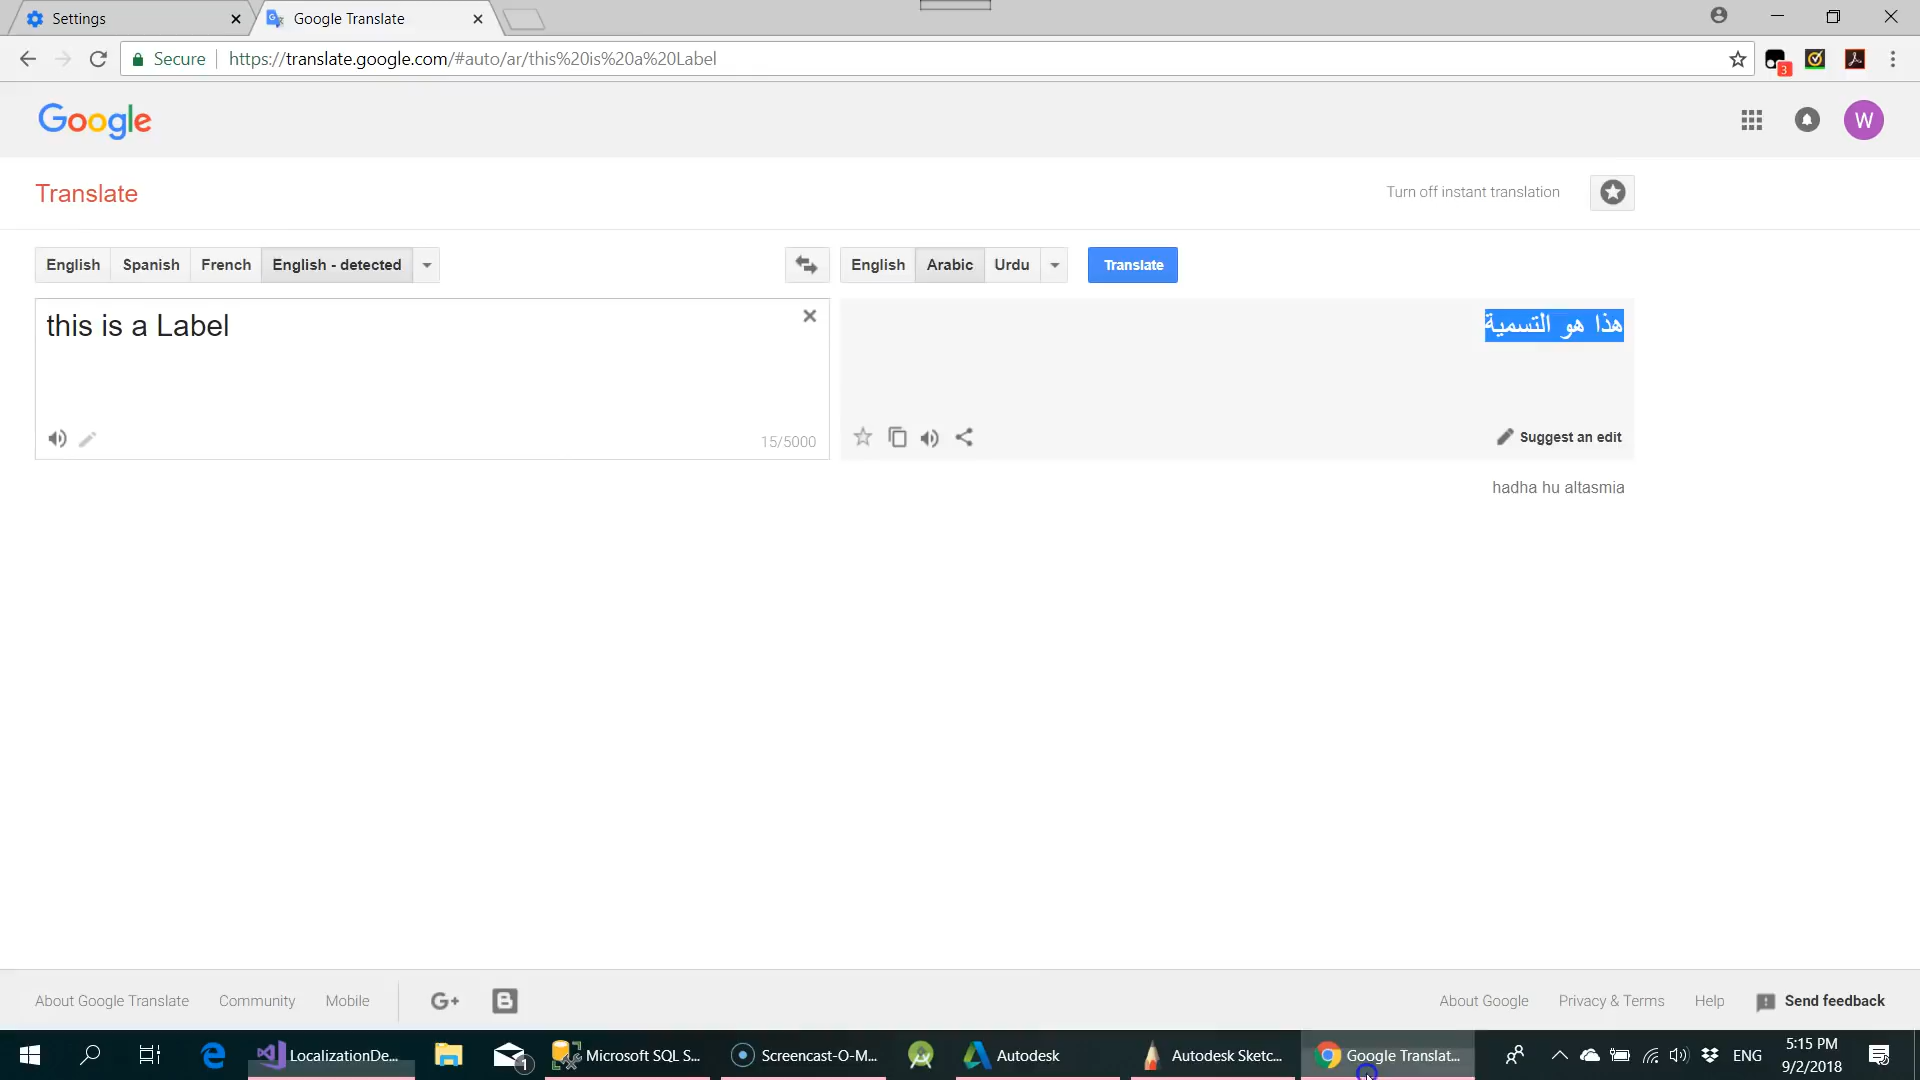 Settings
Google Translate
Secure
https://translate.google.com/#auto/ar/this%20is%20a%20Label
3
Google
W
Translate
Turn off instant translation
English Spanish French English - detected
English Arabic Urdu Translate
this is a Label
هذا هو التسمية
15/5000
Suggest an edit
hadha hu altasmia
About Google Translate Community Mobile G+
About Google Privacy & Terms Help Send feedback
LocalizationDe...
1
Microsoft SQL S...
Screencast-O-M...
Autodesk
Autodesk Sketc...
Google Translat...
ENG
5:15 PM
9/2/2018